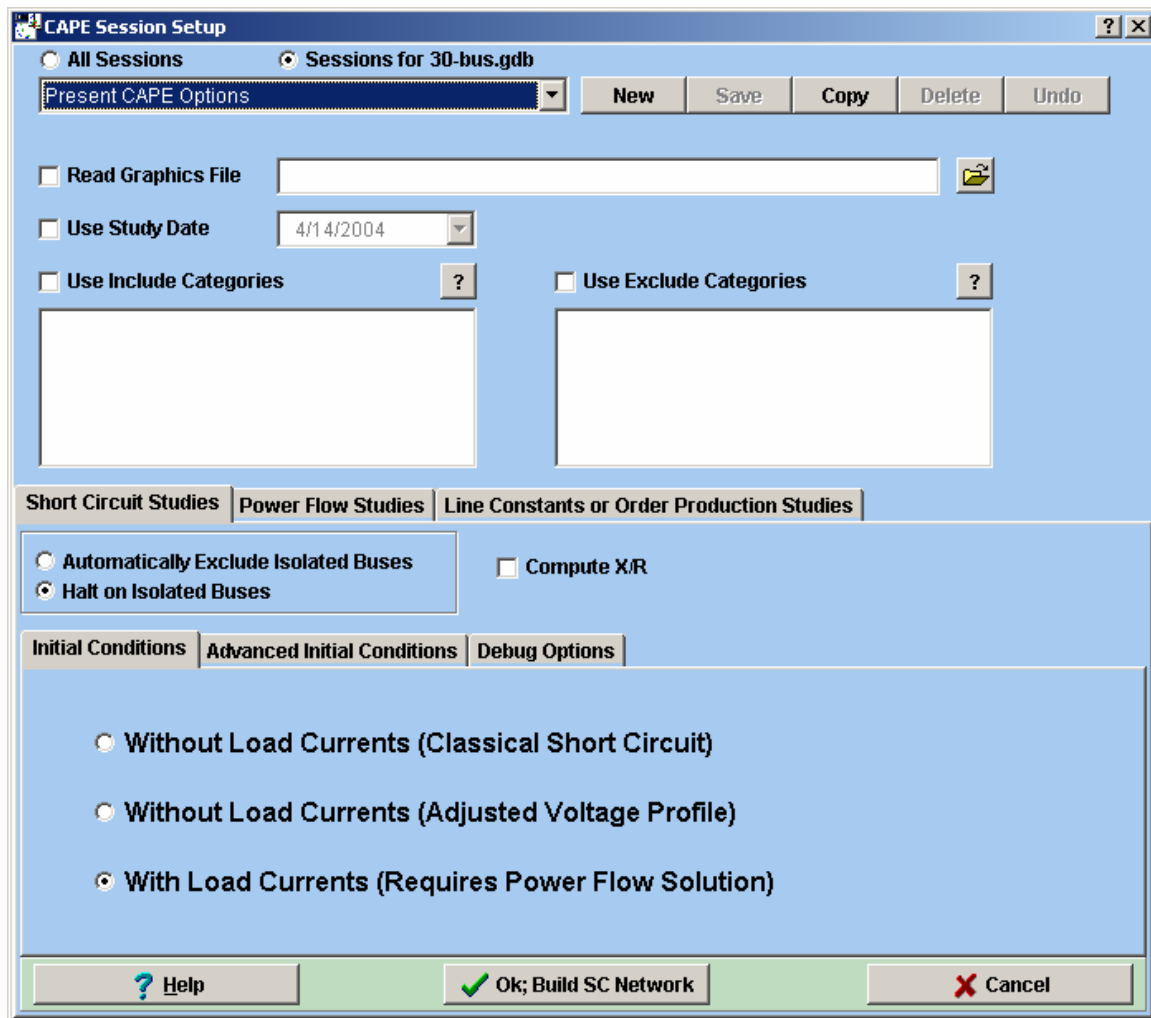 CAPE Session Setup ? X
All Sessions Sessions for 30-bus.gdb
Present CAPE Options New Save Copy Delete Undo
Read Graphics File
Use Study Date 4/14/2004
Use Include Categories ? Use Exclude Categories ?
Short Circuit Studies Power Flow Studies Line Constants or Order Production Studies
Automatically Exclude Isolated Buses Compute X/R
Halt on Isolated Buses
Initial Conditions Advanced Initial Conditions Debug Options
Without Load Currents (Classical Short Circuit)
Without Load Currents (Adjusted Voltage Profile)
With Load Currents (Requires Power Flow Solution)
? Help Ok; Build SC Network Cancel